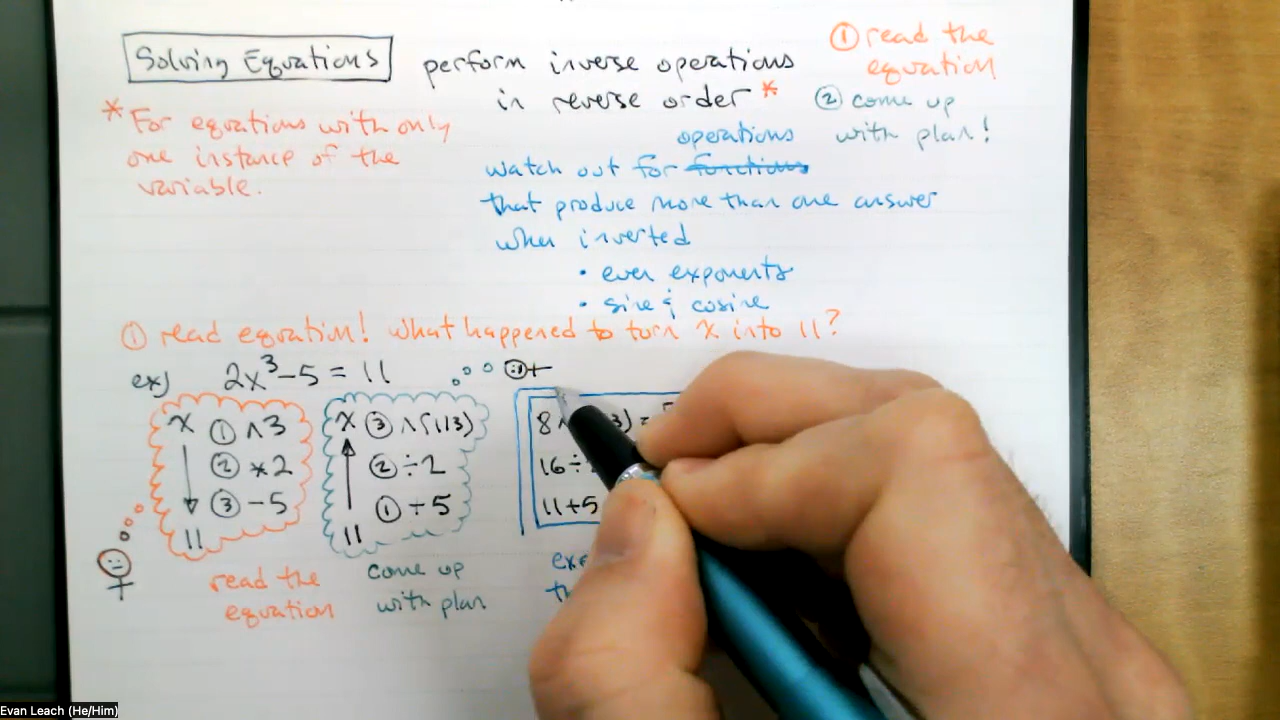 Solving Equations perform inverse operations
in reverse order *
① read the
equation
② come up
with plan!
* For equations with only
one instance of the
variable.
operations
watch out for functions
that produce more than one answer
when inverted
• even exponents
• sine & cosine
① read equation! what happened to turn x into 11?
ex) 2x³-5 = 11
x ① ^3
② *2
③ -5
11
read the
equation
x ③ ^(1/3)
② ÷2
① +5
11
come up
with plan
8^
3) =
16÷
11+5
Evan Leach (He/Him)